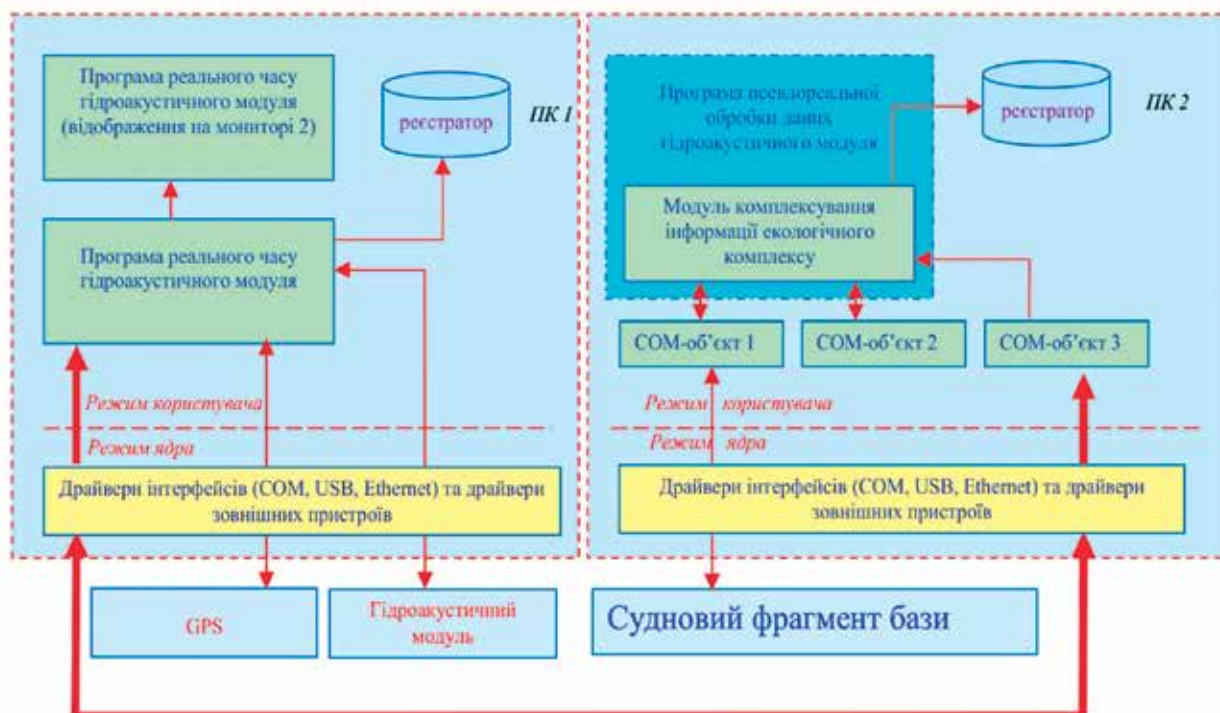 Програма реального часу
гідроакустичного модуля
(відображення на мониторі 2)
реєстратор
ПК 1
Програма реального часу
гідроакустичного модуля
Режим користувача
Режим ядра
Драйвери інтерфейсів (COM, USB, Ethernet) та драйвери
зовнішних пристроїв
GPS
Гідроакустичний
модуль
Програма псевдореальної
обробки даних
гідроакустичного модуля
реєстратор
ПК 2
Модуль комплексування
інформації екологічного
комплексу
COM-об’єкт 1
COM-об’єкт 2
COM-об’єкт 3
Режим користувача
Режим ядра
Драйвери інтерфейсів (COM, USB, Ethernet) та драйвери
зовнішних пристроїв
Судновий фрагмент бази